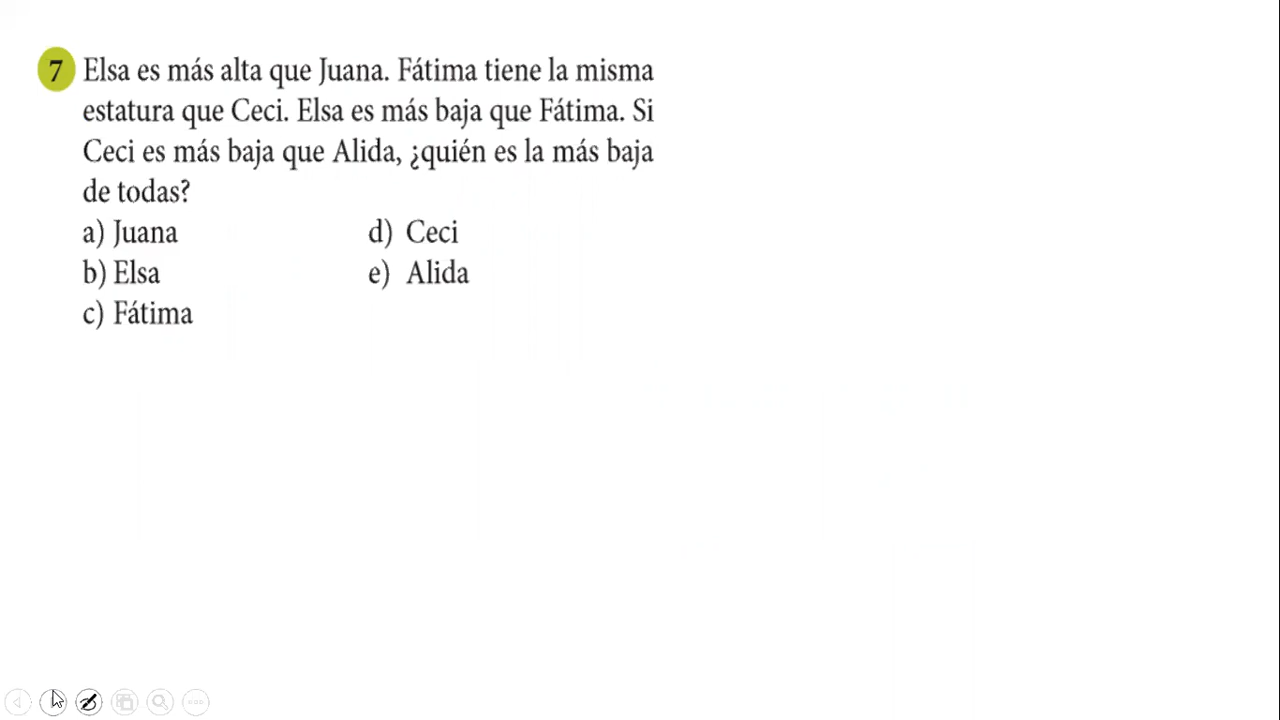 7 Elsa es más alta que Juana. Fátima tiene la misma
estatura que Ceci. Elsa es más baja que Fátima. Si
Ceci es más baja que Alida, ¿quién es la más baja
de todas?
a) Juana d) Ceci
b) Elsa e) Alida
c) Fátima